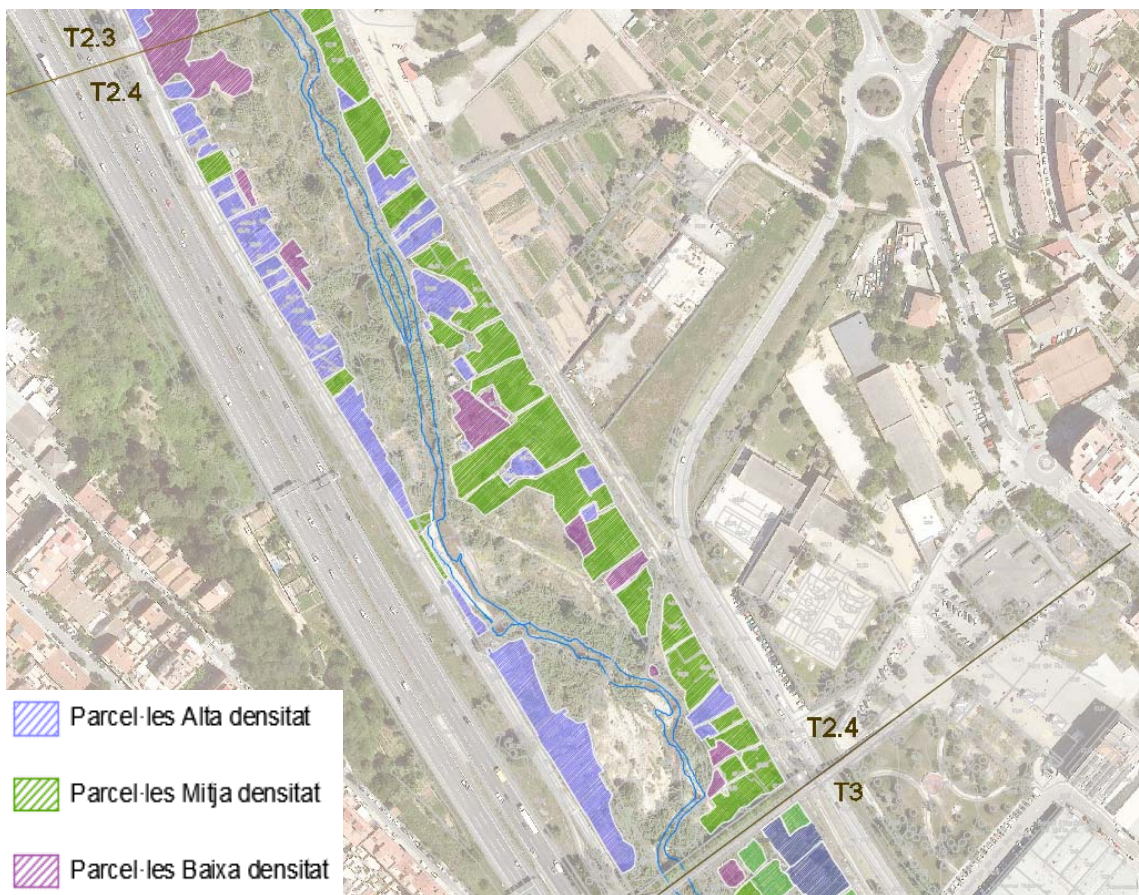 T2.3
T2.4
T2.4
T3
Parcel·les Alta densitat
Parcel·les Mitja densitat
Parcel·les Baixa densitat